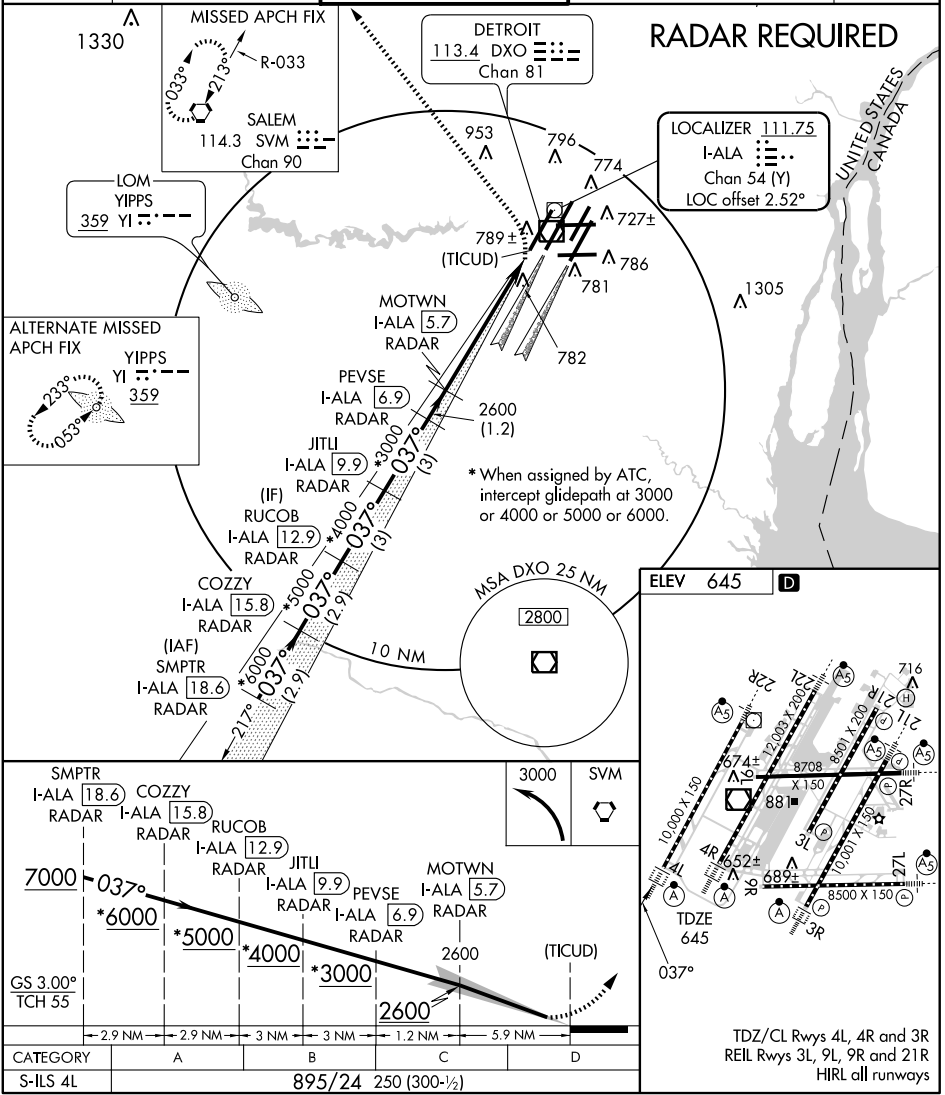 1330
MISSED APCH FIX
033°
213°
R-033
SALEM
114.3 SVM
Chan 90
DETROIT
113.4 DXO
Chan 81
RADAR REQUIRED
LOCALIZER 111.75
I-ALA
Chan 54 (Y)
LOC offset 2.52°
UNITED STATES
CANADA
LOM
YIPPS
359 YI
953
796
774
789±
(TICUD)
727±
786
781
782
1305
ALTERNATE MISSED
APCH FIX
YIPPS
YI
359
233°
053°
MOTWN
I-ALA 5.7
RADAR
PEVSE
I-ALA 6.9
RADAR
2600
(1.2)
JITLI
I-ALA 9.9
RADAR
*3000
037°
(3)
(IF)
RUCOB
I-ALA 12.9
RADAR
*4000
037°
(3)
COZZY
I-ALA 15.8
RADAR
*5000
037°
(2.9)
(IAF)
SMPTR
I-ALA 18.6
RADAR
*6000
037°
(2.9)
217°
*When assigned by ATC,
intercept glidepath at 3000
or 4000 or 5000 or 6000.
10 NM
MSA DXO 25 NM
2800
ELEV 645 D
22R
22L
21R
21L
716
H
A5
A5
A5
A5
A5
P
P
P
P
P
10,000 X 150
12,003 X 200
8501 X 200
10,001 X 150
8708
X 150
8500 X 150
674±
9L
881
27R
27L
4L
4R
3L
3R
9R
652±
689±
A
A
A
TDZE
645
037°
TDZ/CL Rwys 4L, 4R and 3R
REIL Rwys 3L, 9L, 9R and 21R
HIRL all runways
SMPTR
I-ALA 18.6
RADAR
COZZY
I-ALA 15.8
RADAR
RUCOB
I-ALA 12.9
RADAR
JITLI
I-ALA 9.9
RADAR
PEVSE
I-ALA 6.9
RADAR
MOTWN
I-ALA 5.7
RADAR
3000
SVM
7000
037°
*6000
*5000
*4000
*3000
2600
2600
(TICUD)
GS 3.00°
TCH 55
2.9 NM 2.9 NM 3 NM 3 NM 1.2 NM 5.9 NM
CATEGORY A B C D
S-ILS 4L 895/24 250 (300-½)